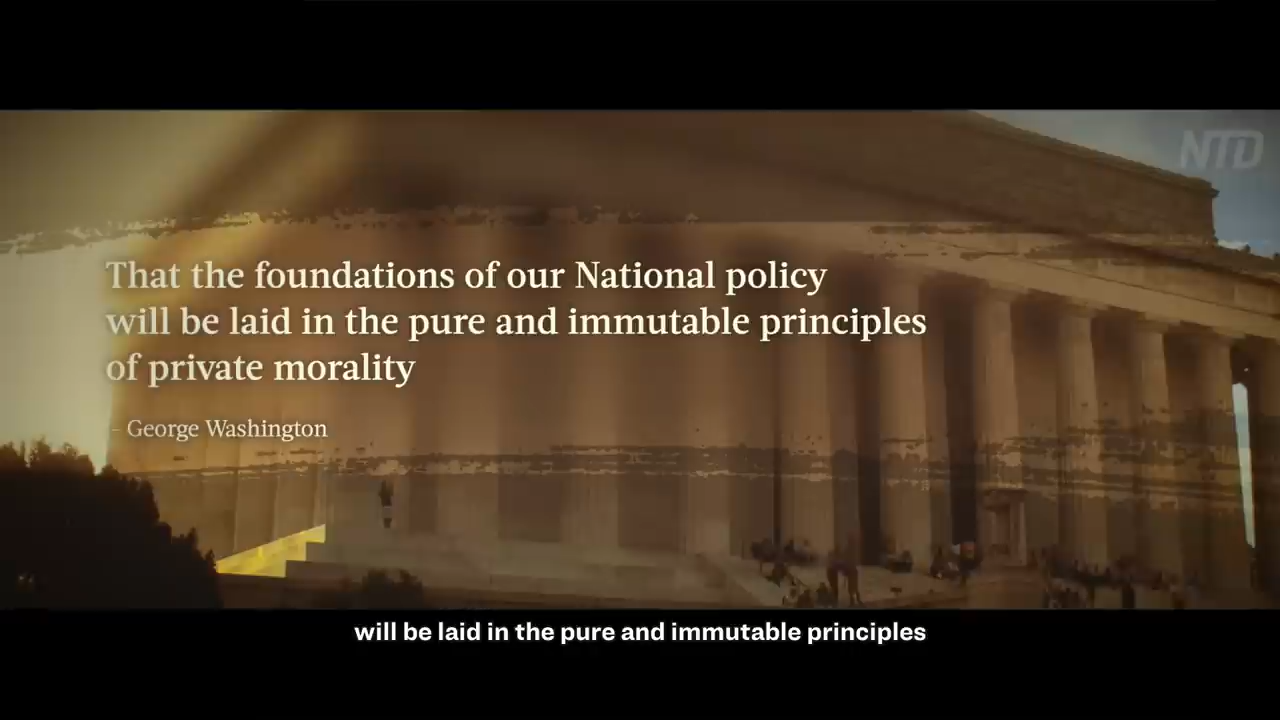 NTD
That the foundations of our National policy
will be laid in the pure and immutable principles
of private morality
- George Washington
will be laid in the pure and immutable principles